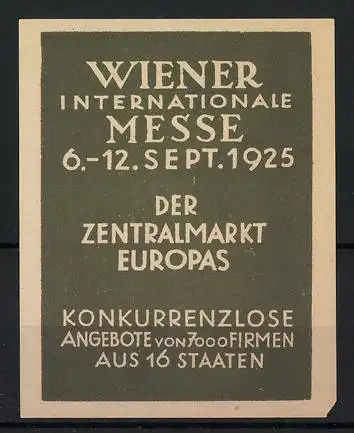 WIENER
INTERNATIONALE
MESSE
6.-12. SEPT. 1925
DER
ZENTRALMARKT
EUROPAS
KONKURRENZLOSE
ANGEBOTE VON 7000 FIRMEN
AUS 16 STAATEN